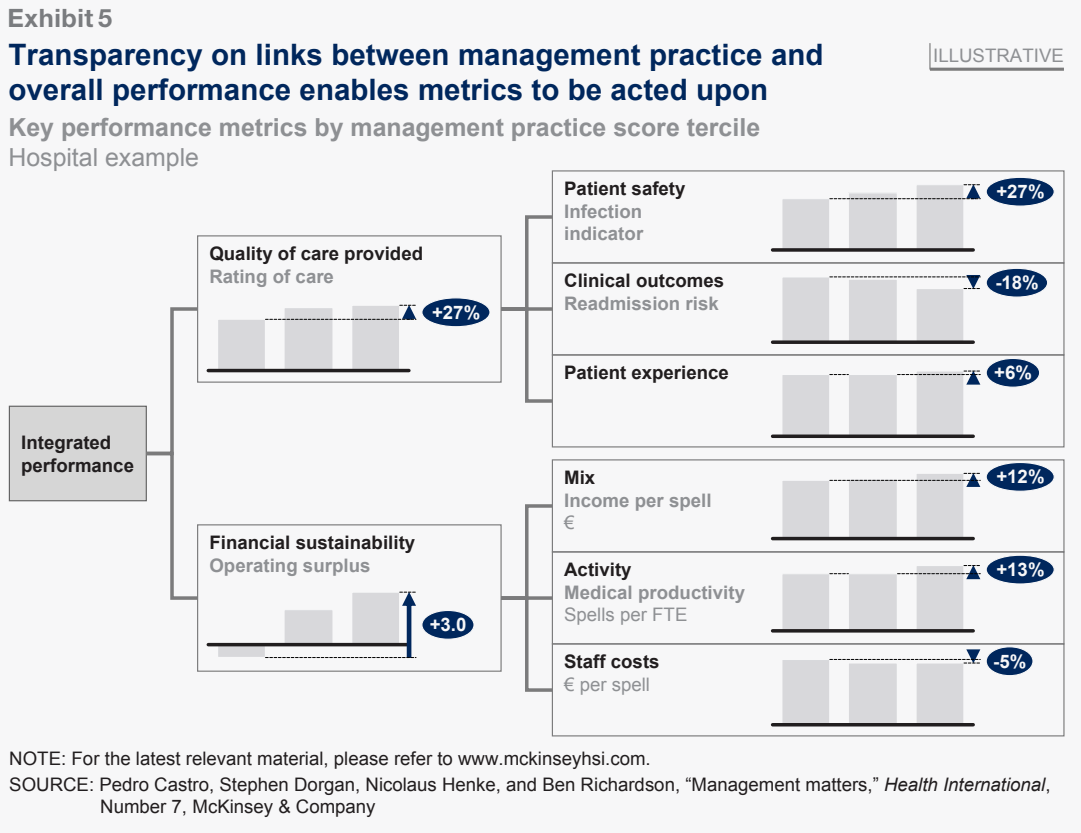 Exhibit 5
Transparency on links between management practice and
overall performance enables metrics to be acted upon
ILLUSTRATIVE
Key performance metrics by management practice score tercile
Hospital example
Integrated
performance
Quality of care provided
Rating of care
+27%
Financial sustainability
Operating surplus
+3.0
Patient safety
Infection
indicator
+27%
Clinical outcomes
Readmission risk
-18%
Patient experience
+6%
Mix
Income per spell
€
+12%
Activity
Medical productivity
Spells per FTE
+13%
Staff costs
€ per spell
-5%
NOTE: For the latest relevant material, please refer to www.mckinseyhsi.com.
SOURCE: Pedro Castro, Stephen Dorgan, Nicolaus Henke, and Ben Richardson, “Management matters,” Health International,
Number 7, McKinsey & Company